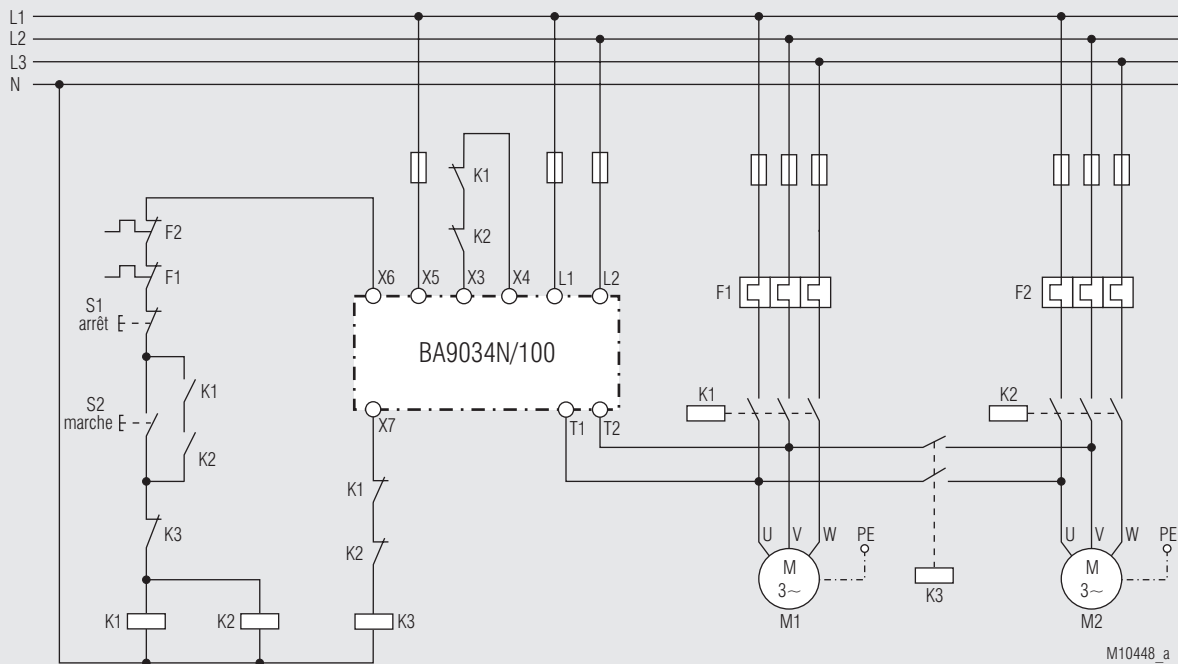 L1
L2
L3
N
K1
K2
F2
F1
S1
arrêt
X6
X5
X3
X4
L1
L2
BA9034N/100
F1
F2
S2
marche
K1
K2
X7
T1
T2
K1
K2
K1
K2
K3
U
V
W
PE
U
V
W
PE
M
3~
M1
M
3~
M2
K1
K2
K3
K3
M10448_a